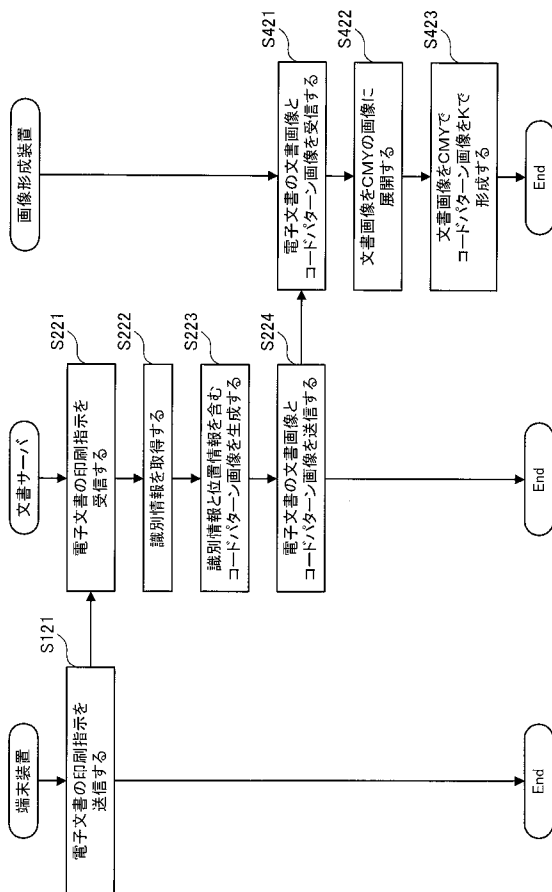 端末装置
S121
電子文書の印刷指示を
送信する
End
文書サーバ
S221
電子文書の印刷指示を
受信する
S222
識別情報を取得する
S223
識別情報と位置情報を含む
コードパターン画像を生成する
S224
電子文書の文書画像と
コードパターン画像を送信する
End
画像形成装置
S421
電子文書の文書画像と
コードパターン画像を受信する
S422
文書画像をCMYの画像に
展開する
S423
文書画像をCMYで
コードパターン画像をKで
形成する
End